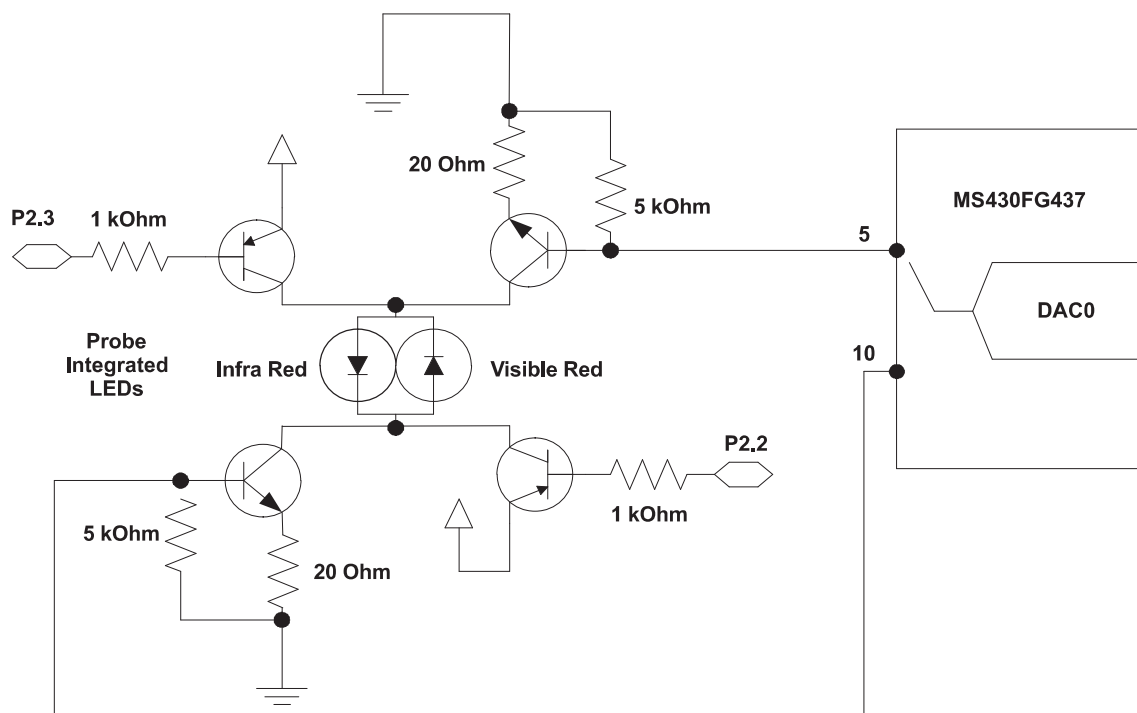 20 Ohm
5 kOhm
MS430FG437
P2.3
1 kOhm
5
DAC0
Probe
Integrated
LEDs
Infra Red
Visible Red
10
P2.2
1 kOhm
5 kOhm
20 Ohm